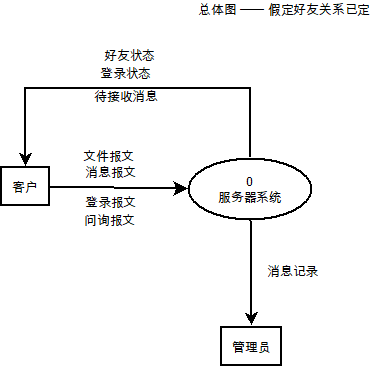 总体图 —— 假定好友关系已定
好友状态
登录状态
待接收消息
文件报文
消息报文
客户
0
服务器系统
登录报文
问询报文
消息记录
管理员